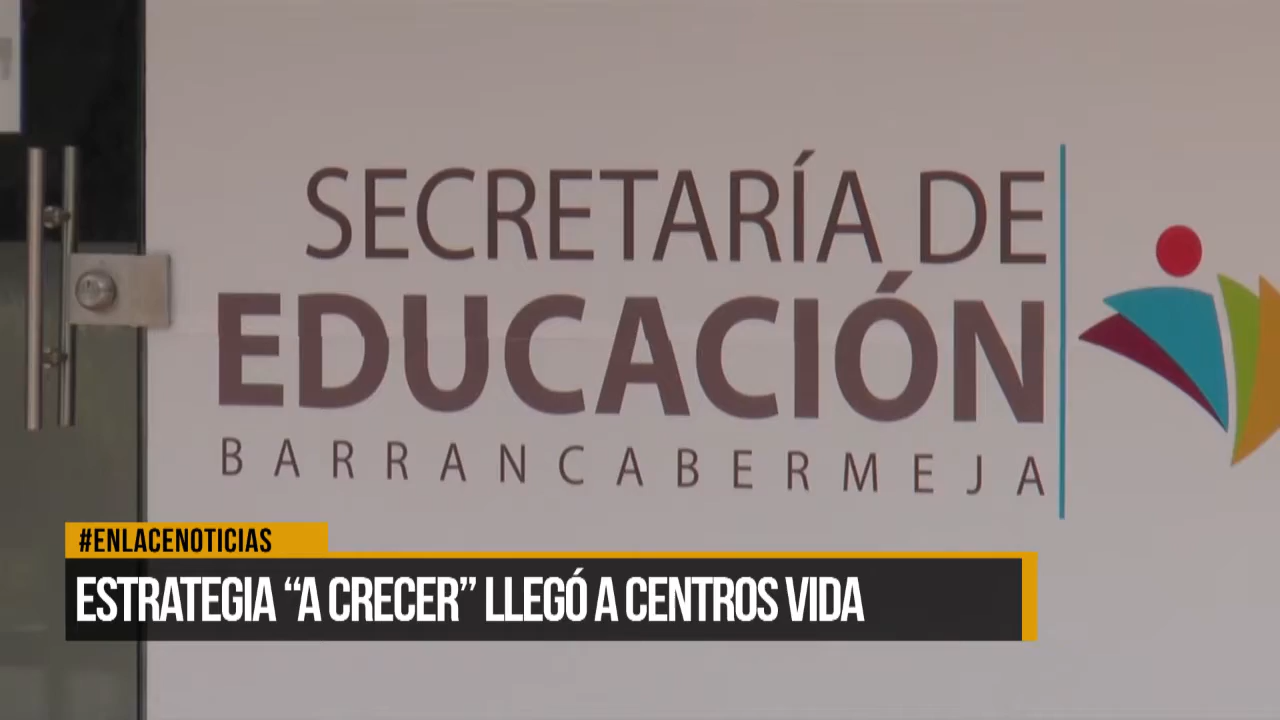 SECRETARÍA DE
EDUCACIÓN
BARRANCABERMEJA
#ENLACENOTICIAS
ESTRATEGIA “A CRECER” LLEGÓ A CENTROS VIDA